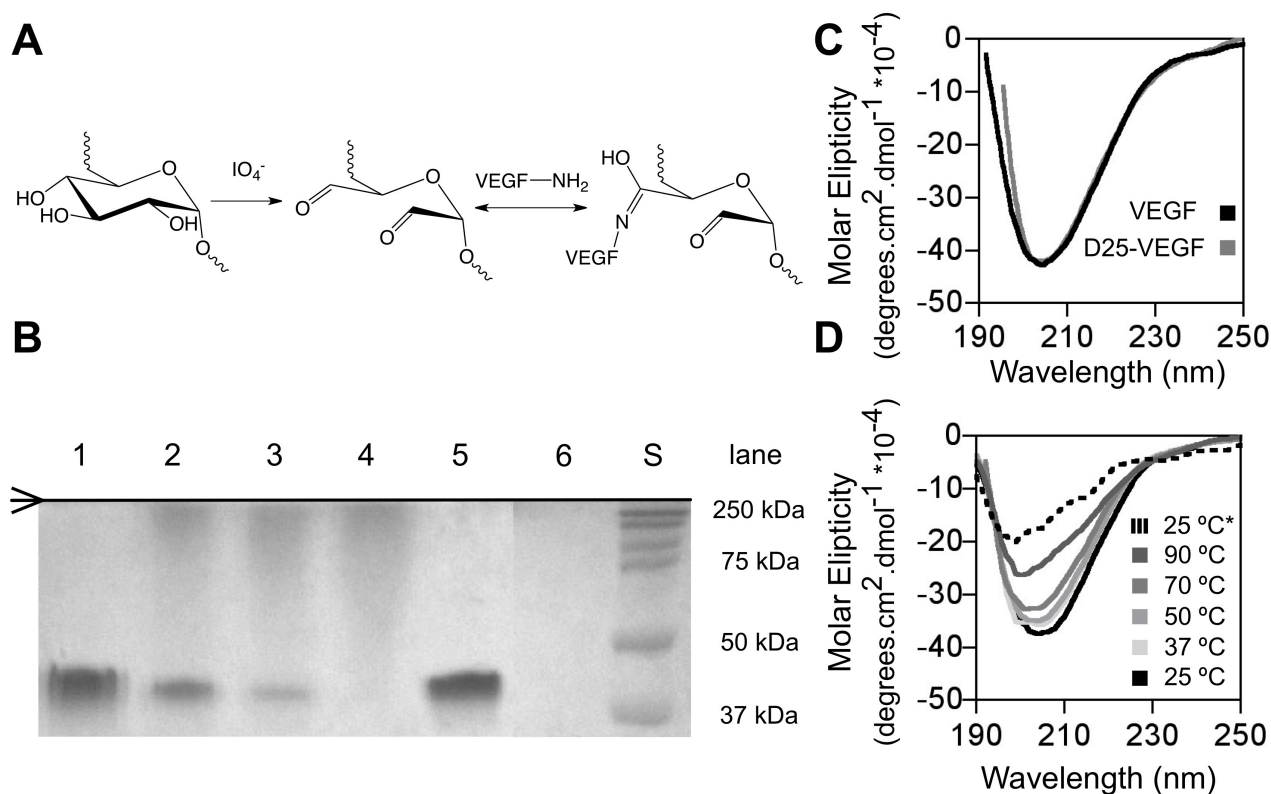 A
HO
HO
O
OH
O
IO₄⁻
O
O
O
O
VEGF—NH₂
HO
N
VEGF
O
O
O
B
1 2 3 4 5 6 S lane
250 kDa
75 kDa
50 kDa
37 kDa
C
Molar Elipticity
(degrees.cm².dmol⁻¹ *10⁻⁴)
0
-10
-20
-30
-40
-50
VEGF
D25-VEGF
190 210 230 250
Wavelength (nm)
D
Molar Elipticity
(degrees.cm².dmol⁻¹ *10⁻⁴)
0
-10
-20
-30
-40
-50
25 ºC*
90 ºC
70 ºC
50 ºC
37 ºC
25 ºC
190 210 230 250
Wavelength (nm)